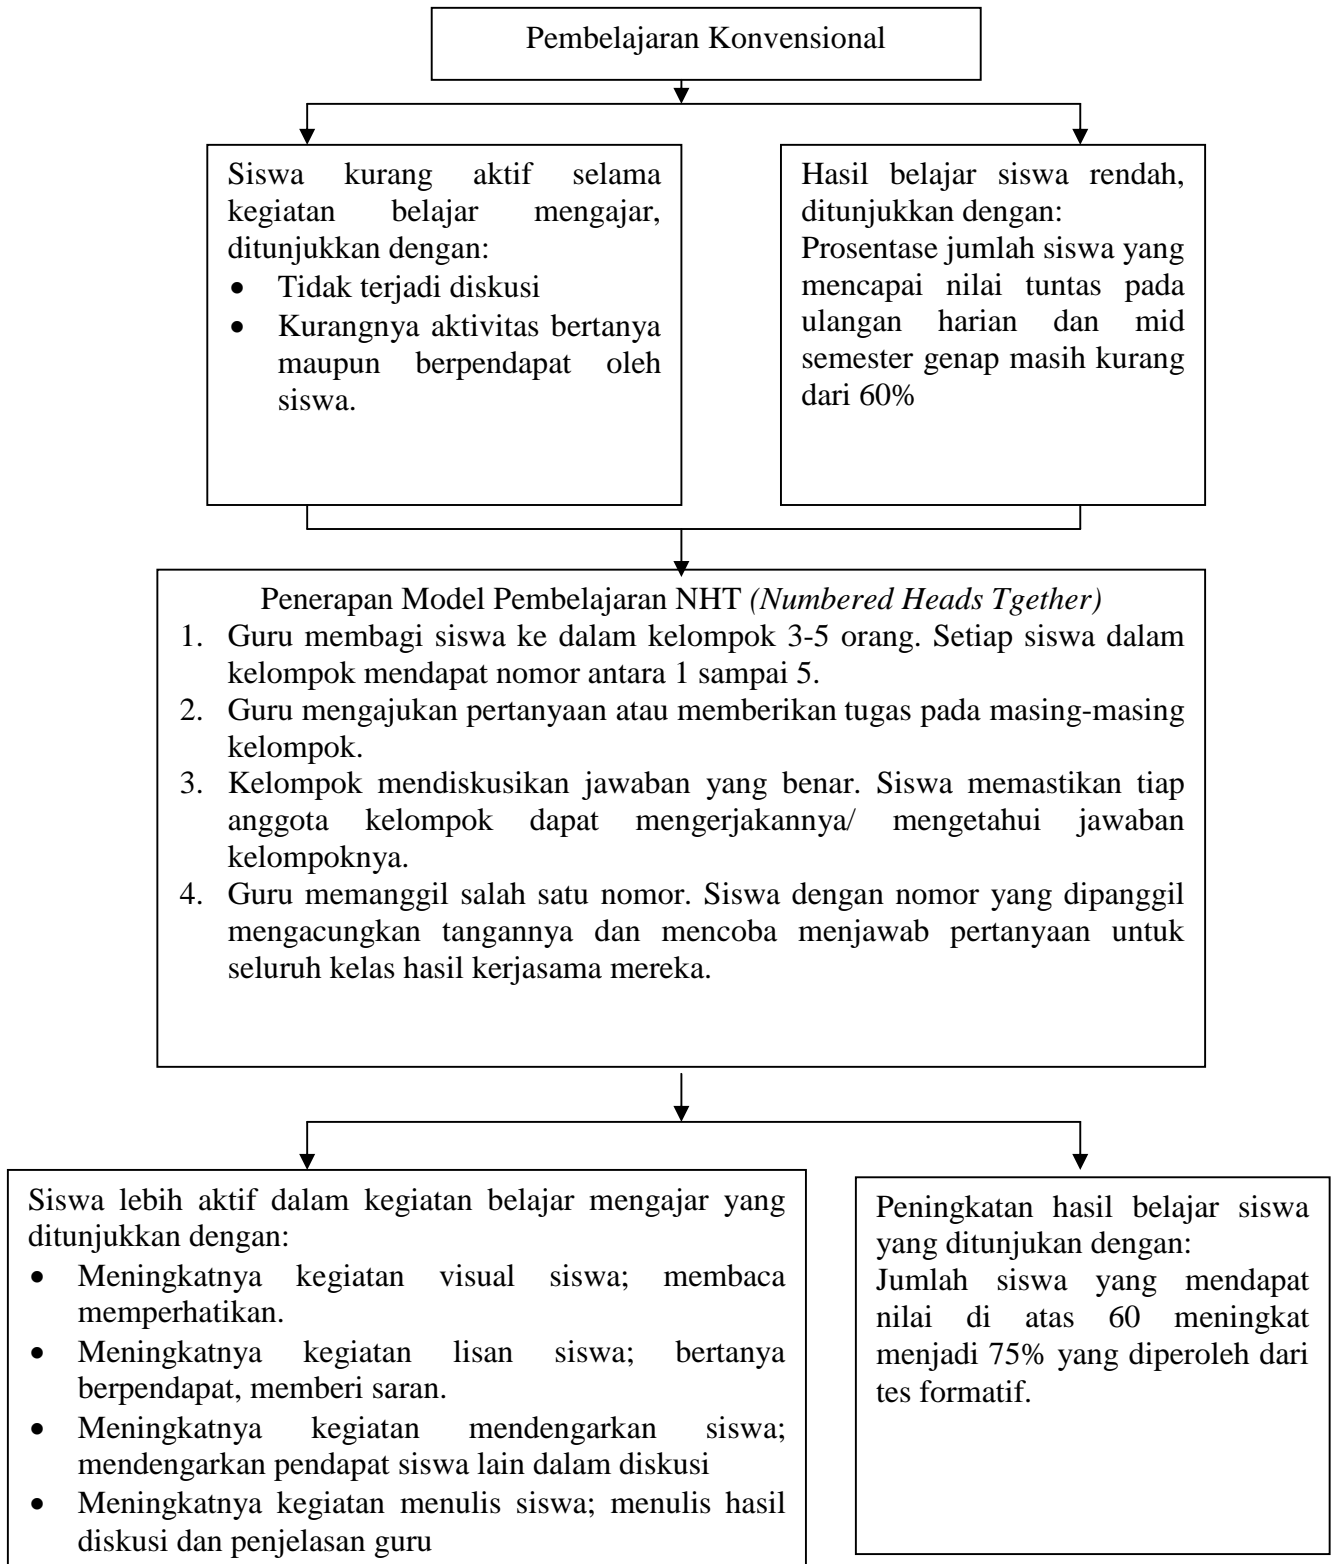 Pembelajaran Konvensional
Siswa kurang aktif selama
kegiatan belajar mengajar,
ditunjukkan dengan:
• Tidak terjadi diskusi
• Kurangnya aktivitas bertanya
maupun berpendapat oleh
siswa.
Hasil belajar siswa rendah,
ditunjukkan dengan:
Prosentase jumlah siswa yang
mencapai nilai tuntas pada
ulangan harian dan mid
semester genap masih kurang
dari 60%
Penerapan Model Pembelajaran NHT (Numbered Heads Tgether)
1. Guru membagi siswa ke dalam kelompok 3-5 orang. Setiap siswa dalam
kelompok mendapat nomor antara 1 sampai 5.
2. Guru mengajukan pertanyaan atau memberikan tugas pada masing-masing
kelompok.
3. Kelompok mendiskusikan jawaban yang benar. Siswa memastikan tiap
anggota kelompok dapat mengerjakannya/ mengetahui jawaban
kelompoknya.
4. Guru memanggil salah satu nomor. Siswa dengan nomor yang dipanggil
mengacungkan tangannya dan mencoba menjawab pertanyaan untuk
seluruh kelas hasil kerjasama mereka.
Siswa lebih aktif dalam kegiatan belajar mengajar yang
ditunjukkan dengan:
• Meningkatnya kegiatan visual siswa; membaca
memperhatikan.
• Meningkatnya kegiatan lisan siswa; bertanya
berpendapat, memberi saran.
• Meningkatnya kegiatan mendengarkan siswa;
mendengarkan pendapat siswa lain dalam diskusi
• Meningkatnya kegiatan menulis siswa; menulis hasil
diskusi dan penjelasan guru
Peningkatan hasil belajar siswa
yang ditunjukan dengan:
Jumlah siswa yang mendapat
nilai di atas 60 meningkat
menjadi 75% yang diperoleh dari
tes formatif.